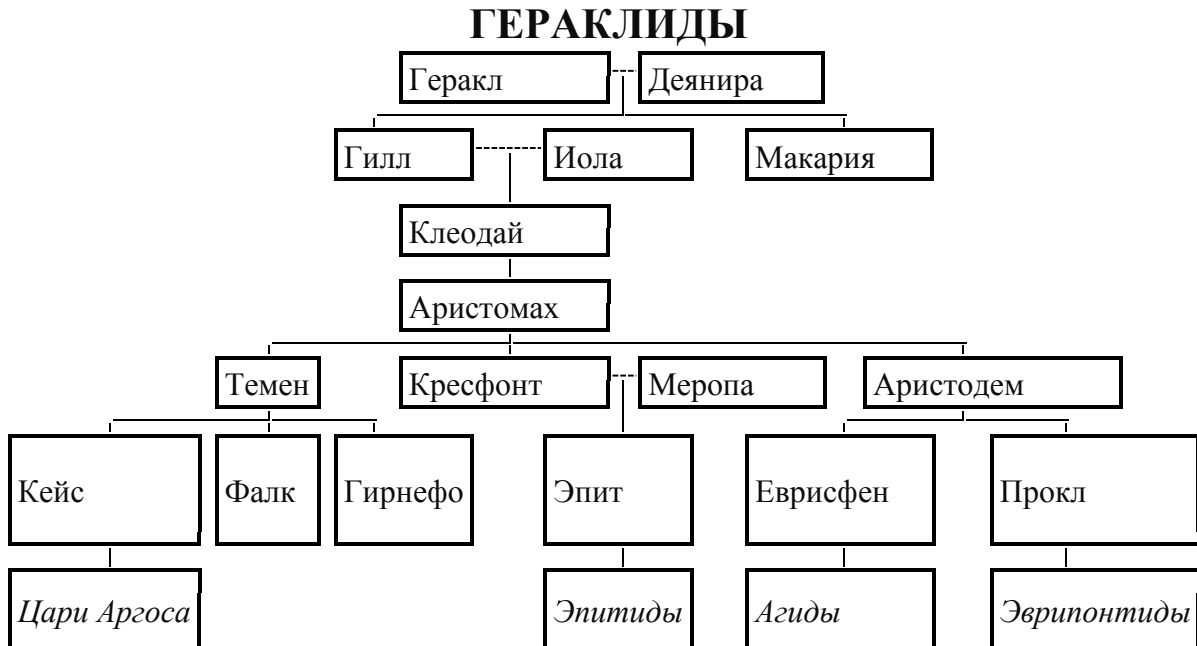 ГЕРАКЛИДЫ
Геракл Деянира
Гилл Иола Макария
Клеодай
Аристомах
Темен Кресфонт Меропа Аристодем
Кейс Фалк Гирнефо Эпит Еврисфен Прокл
Цари Аргоса Эпитиды Агиды Эврипонтиды